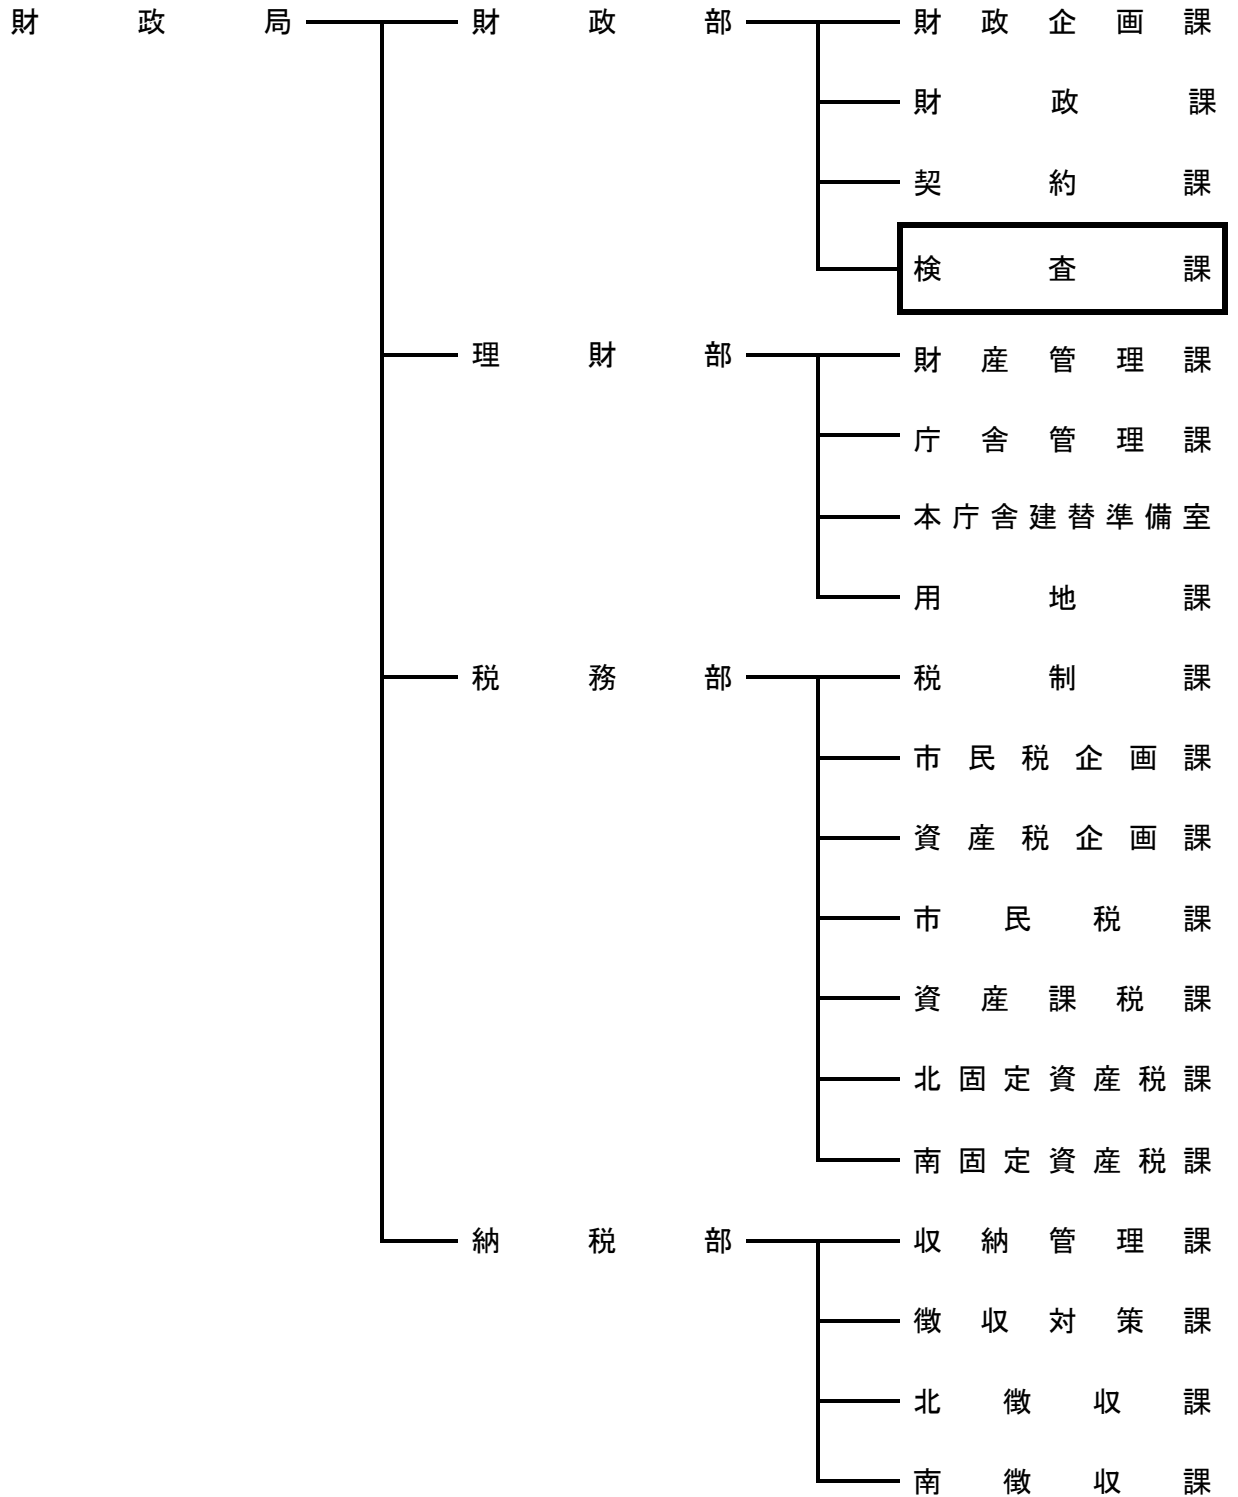 財政局 財政部 財政企画課
財政課
契約課
検査課
理財部 財産管理課
庁舎管理課
本庁舎建替準備室
用地課
税務部 税制課
市民税企画課
資産税企画課
市民税課
資産課税課
北固定資産税課
南固定資産税課
納税部 収納管理課
徴収対策課
北徴収課
南徴収課